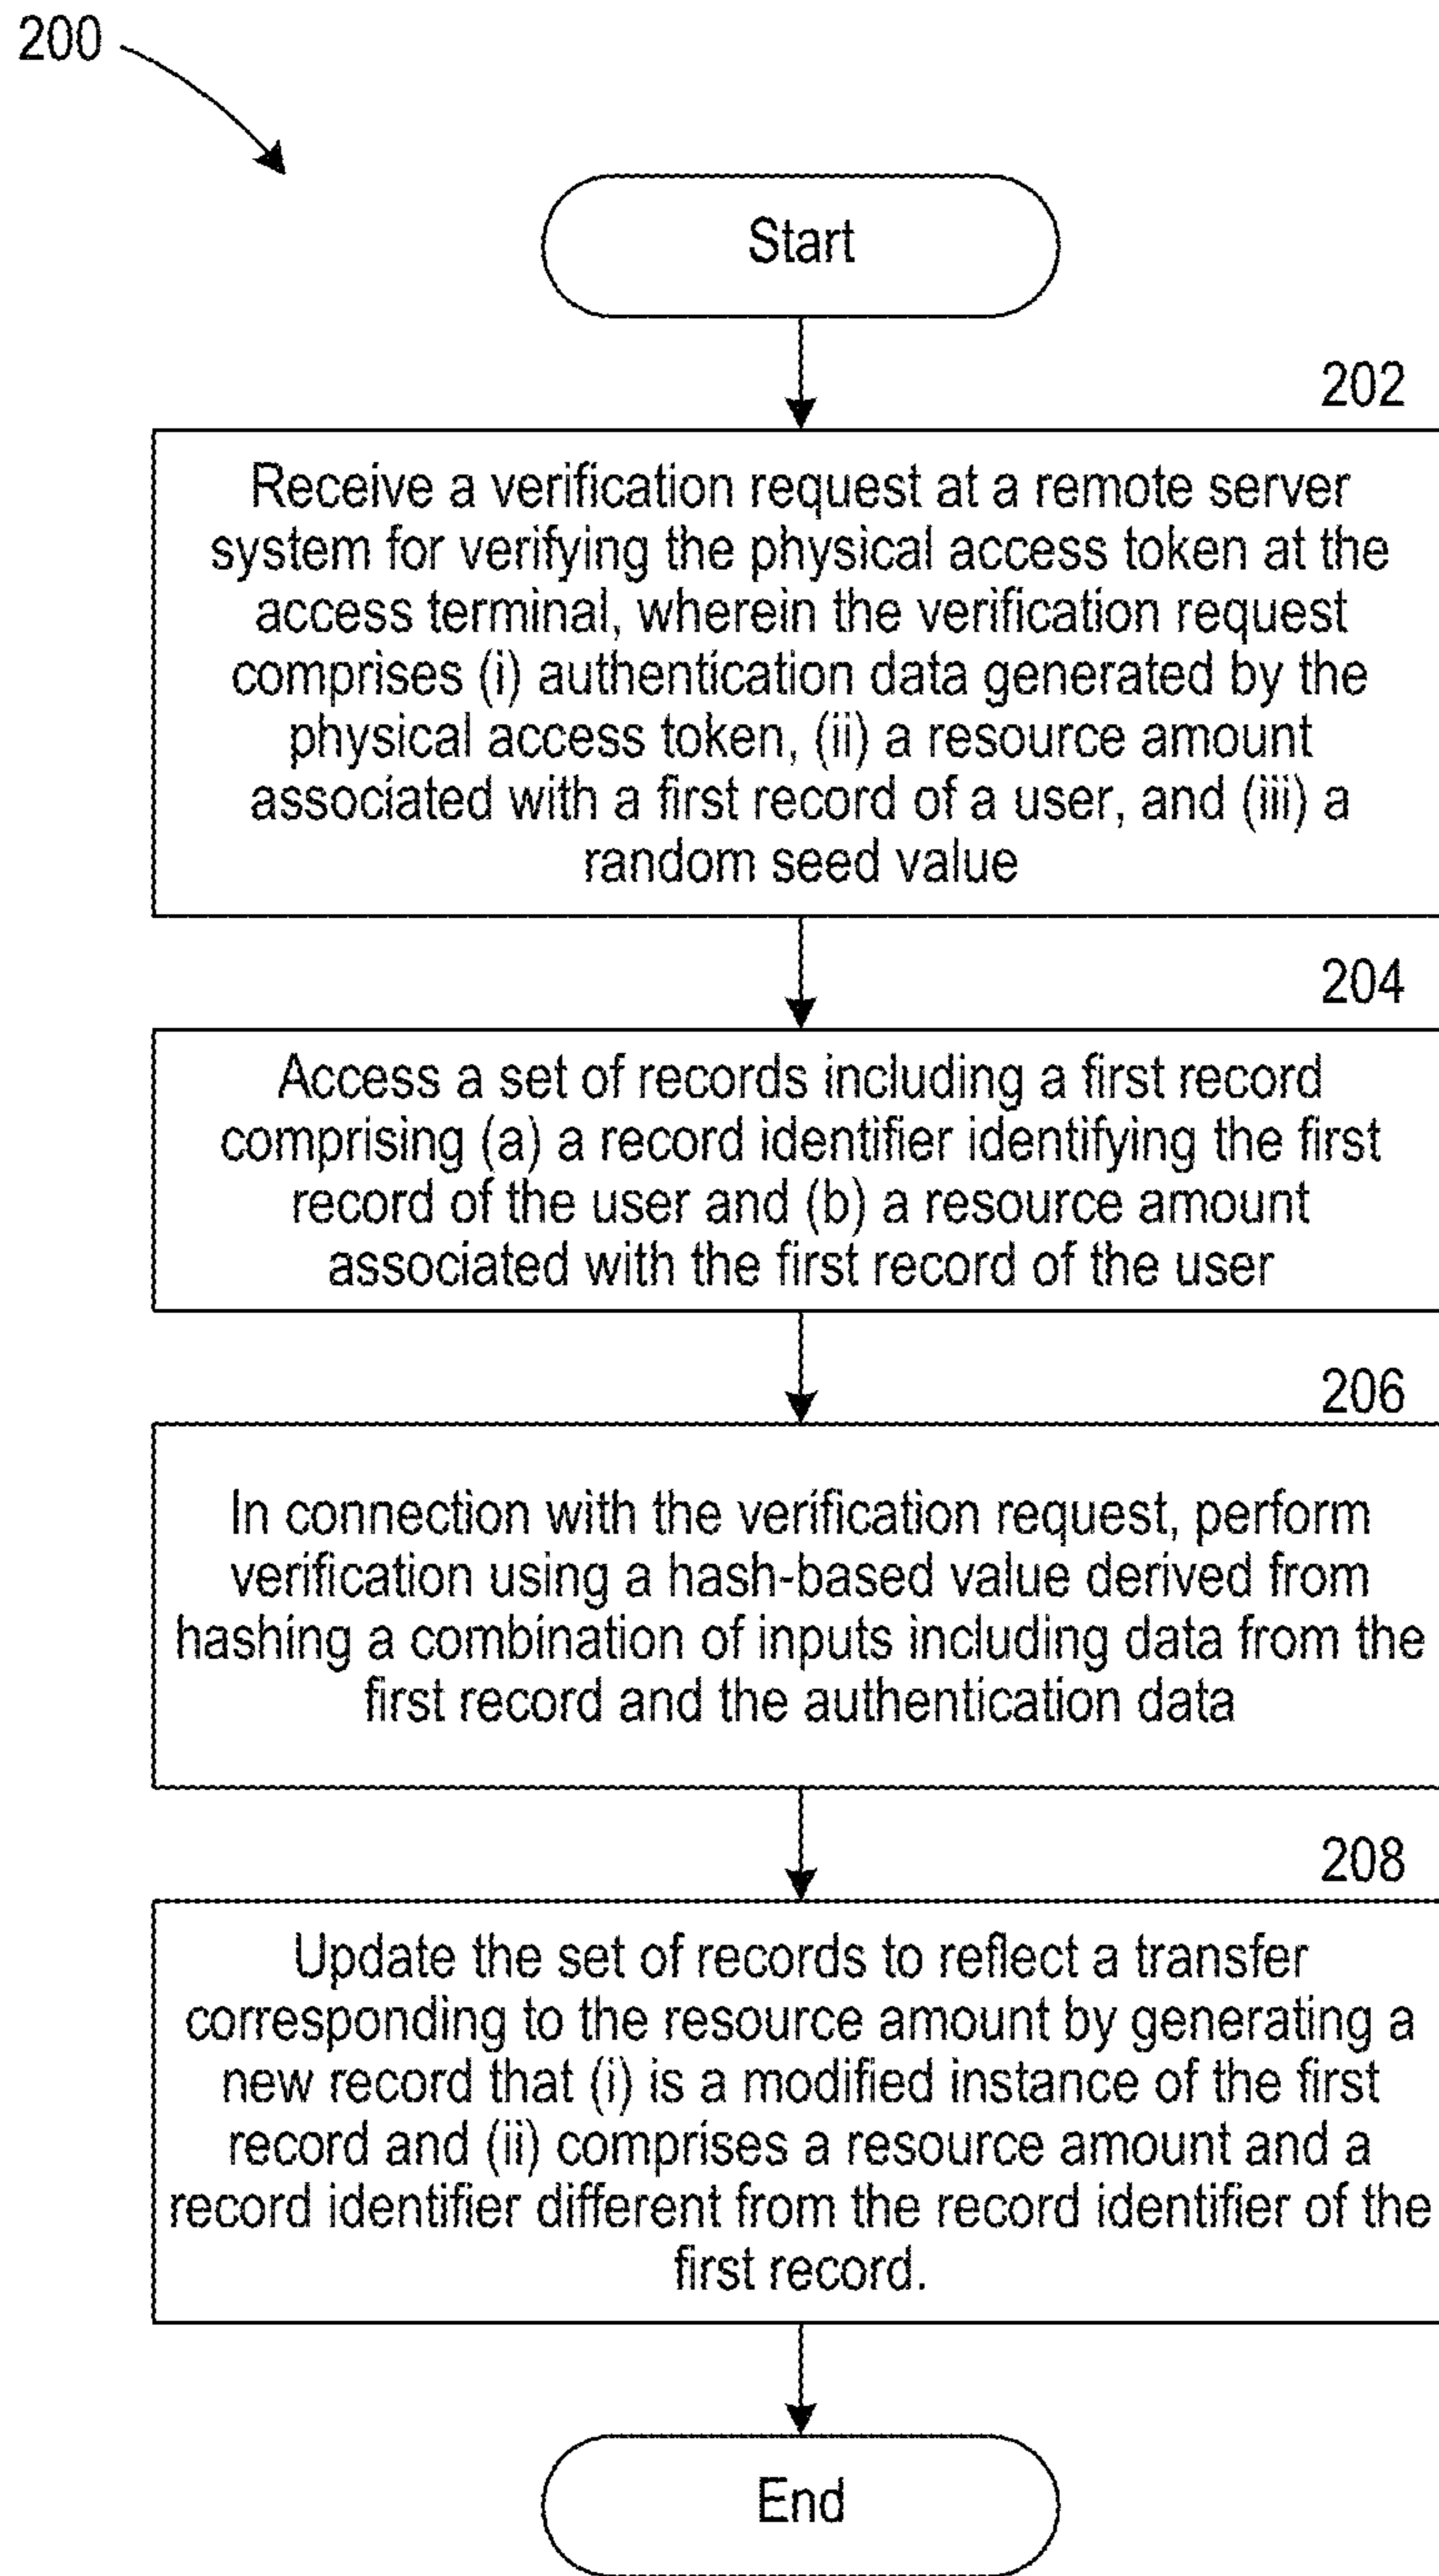 200
Start
202
Receive a verification request at a remote server
system for verifying the physical access token at the
access terminal, wherein the verification request
comprises (i) authentication data generated by the
physical access token, (ii) a resource amount
associated with a first record of a user, and (iii) a
random seed value
204
Access a set of records including a first record
comprising (a) a record identifier identifying the first
record of the user and (b) a resource amount
associated with the first record of the user
206
In connection with the verification request, perform
verification using a hash-based value derived from
hashing a combination of inputs including data from the
first record and the authentication data
208
Update the set of records to reflect a transfer
corresponding to the resource amount by generating a
new record that (i) is a modified instance of the first
record and (ii) comprises a resource amount and a
record identifier different from the record identifier of the
first record.
End